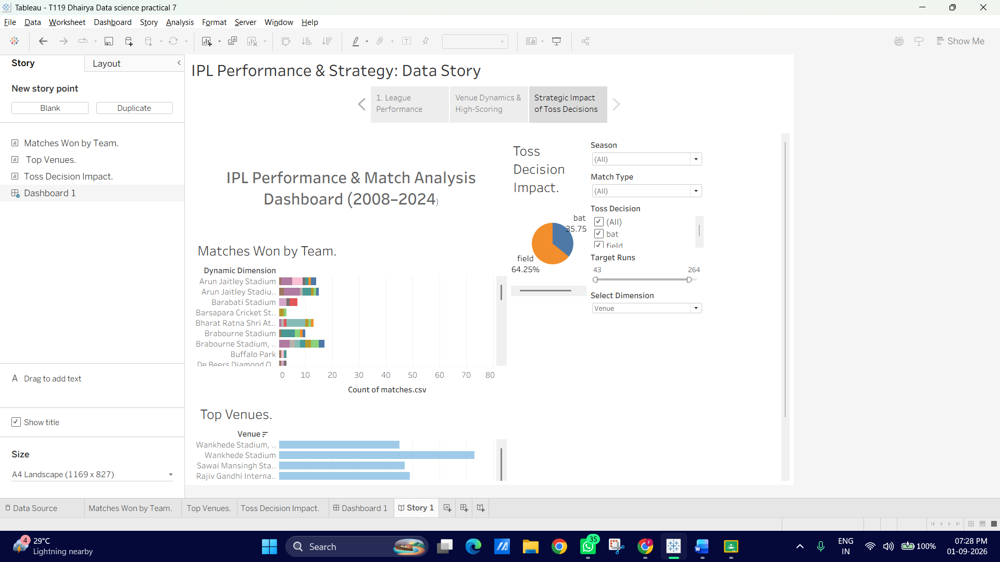 Tableau - T119 Dhairya Data science practical 7
File Data Worksheet Dashboard Story Analysis Format Server Window Help
Show Me
Story
Layout
New story point
Blank
Duplicate
Matches Won by Team.
Top Venues.
Toss Decision Impact.
Dashboard 1
A Drag to add text
Show title
Size
A4 Landscape (1169 x 827)
IPL Performance & Strategy: Data Story
1. League
Performance
Venue Dynamics &
High-Scoring
Strategic Impact
of Toss Decisions
IPL Performance & Match Analysis
Dashboard (2008–2024)
Matches Won by Team.
Dynamic Dimension
Arun Jaitley Stadium
Arun Jaitley Stadiu..
Barabati Stadium
Barsapara Cricket St..
Bharat Ratna Shri At..
Brabourne Stadium
Brabourne Stadium, ..
Buffalo Park
De Beers Diamond O..
0 10 20 30 40 50 60 70 80
Count of matches.csv
Top Venues.
Venue
Wankhede Stadium, ..
Wankhede Stadium
Sawai Mansingh Sta..
Rajiv Gandhi Interna..
Toss
Decision
Impact.
bat
35.75
field
64.25%
Season
(All)
Match Type
(All)
Toss Decision
(All)
bat
field
Target Runs
43 264
Select Dimension
Venue
Data Source
Matches Won by Team.
Top Venues.
Toss Decision Impact.
Dashboard 1
Story 1
4
29°C
Lightning nearby
Search
35
F
W
ENG
IN
100%
07:28 PM
01-09-2026